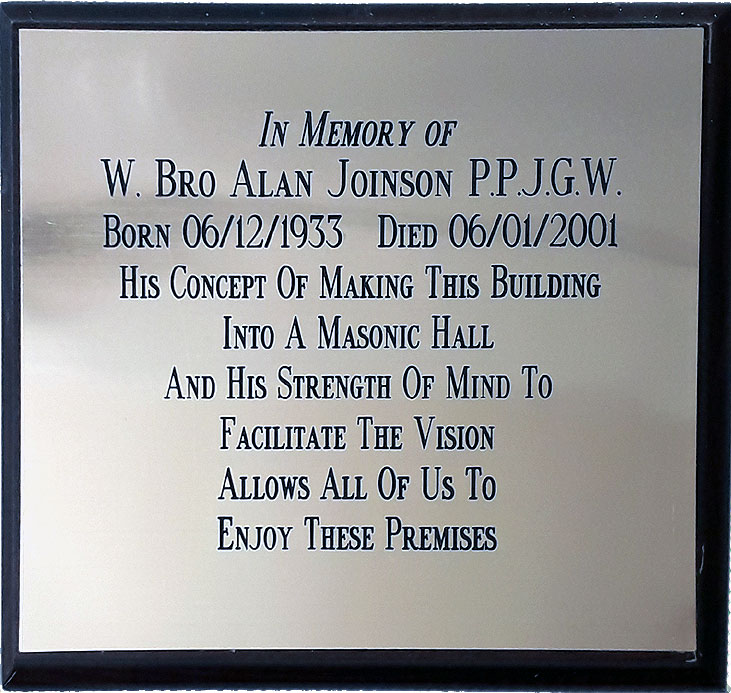 In Memory of
W. Bro Alan Joinson P.P.J.G.W.
Born 06/12/1933 Died 06/01/2001
His Concept Of Making This Building
Into A Masonic Hall
And His Strength Of Mind To
Facilitate The Vision
Allows All Of Us To
Enjoy These Premises